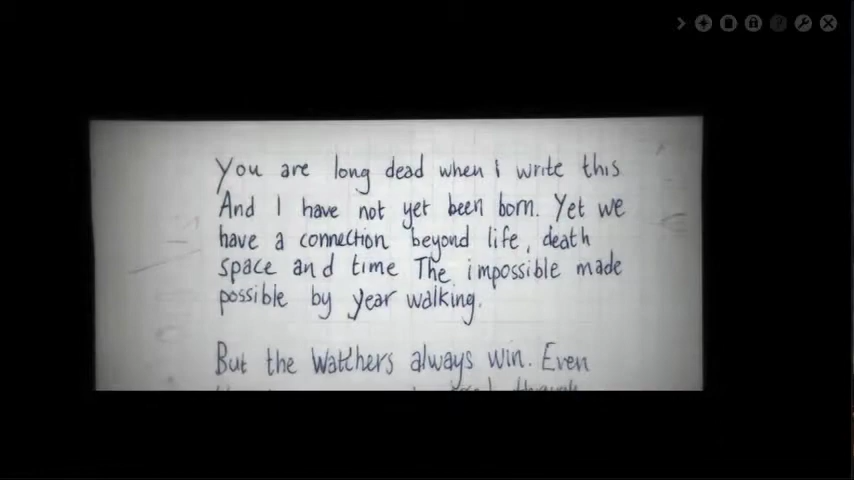 You are long dead when i write this
And I have not yet been born. Yet we
have a connection beyond life, death
space and time The impossible made
possible by year walking.
But the Watchers always win. Even